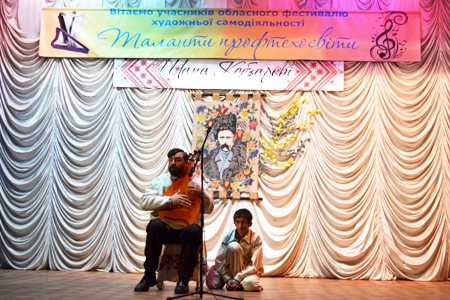 Вітаємо учасників обласного фестивалю
художньої самодіяльності
Таланти профтехосвіти
Шана Кобзареві